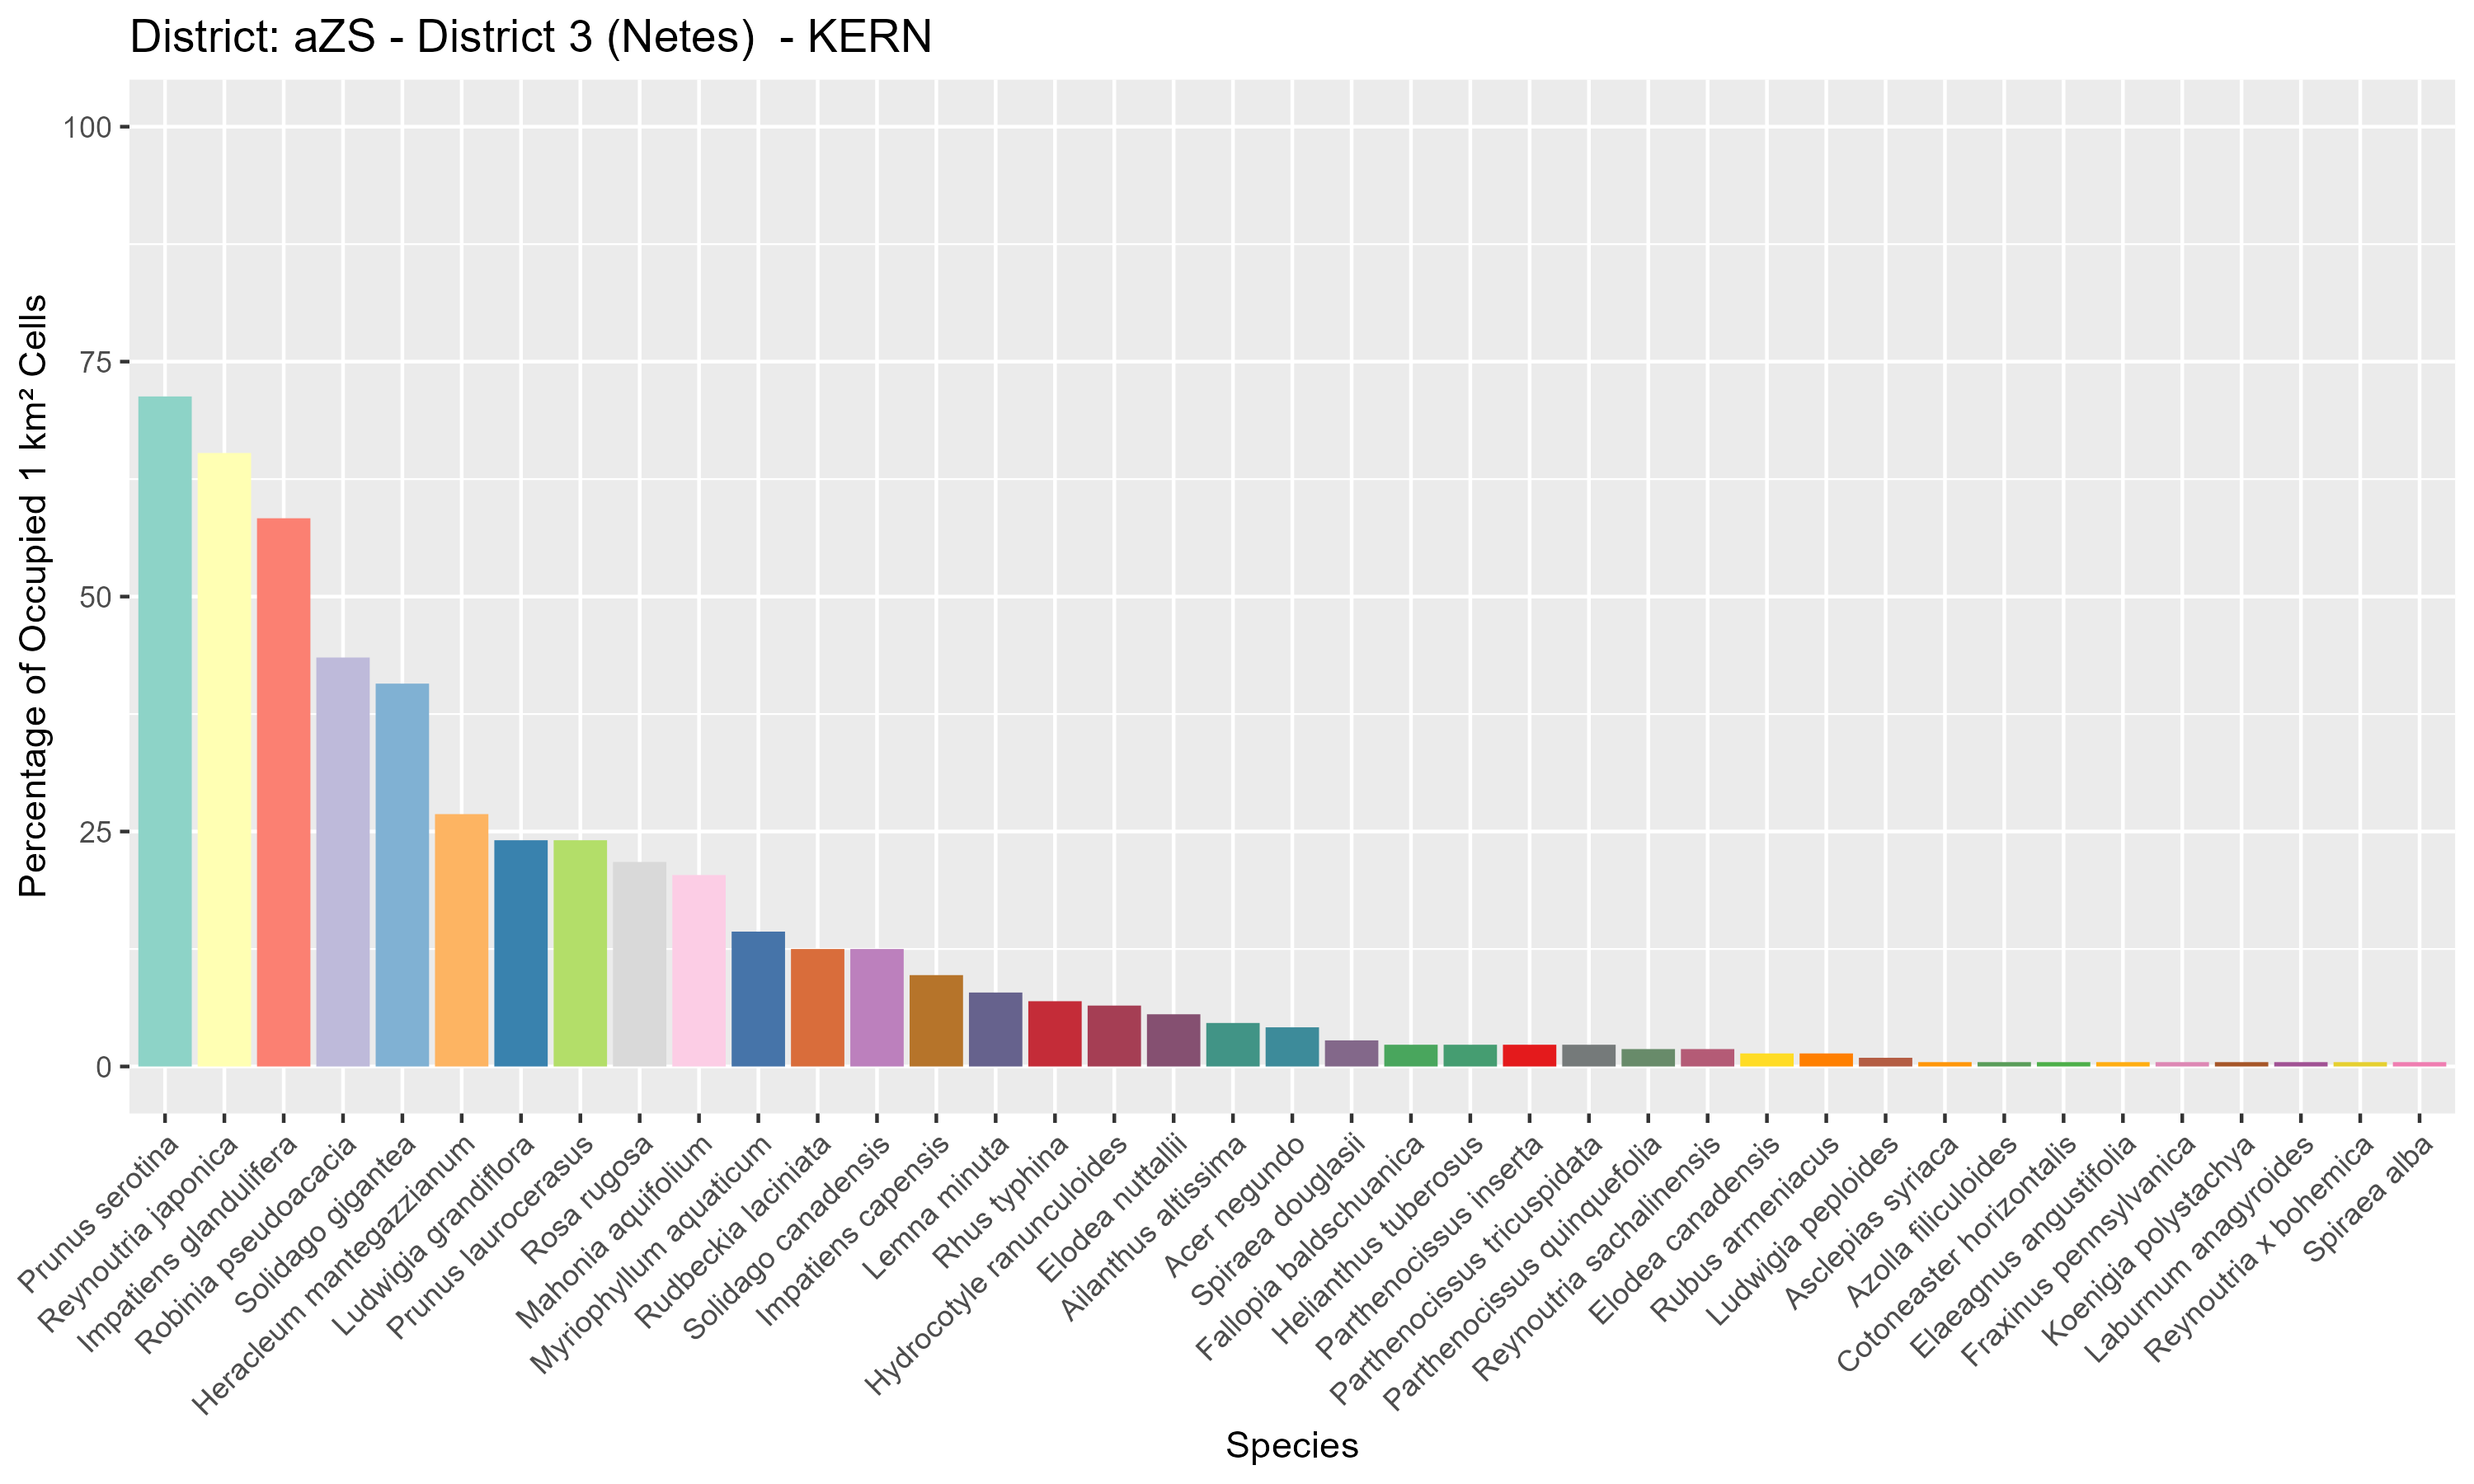 District: aZS - District 3 (Netes)  - KERN
Percentage of Occupied 1 km² Cells
100
75
50
25
0
Prunus serotina
Reynoutria japonica
Impatiens glandulifera
Robinia pseudoacacia
Solidago gigantea
Heracleum mantegazzianum
Ludwigia grandiflora
Prunus laurocerasus
Rosa rugosa
Mahonia aquifolium
Myriophyllum aquaticum
Rudbeckia laciniata
Solidago canadensis
Impatiens capensis
Lemna minuta
Rhus typhina
Hydrocotyle ranunculoides
Elodea nuttallii
Ailanthus altissima
Acer negundo
Spiraea douglasii
Fallopia baldschuanica
Helianthus tuberosus
Parthenocissus inserta
Parthenocissus tricuspidata
Parthenocissus quinquefolia
Reynoutria sachalinensis
Elodea canadensis
Rubus armeniacus
Ludwigia peploides
Asclepias syriaca
Azolla filiculoides
Cotoneaster horizontalis
Elaeagnus angustifolia
Fraxinus pennsylvanica
Koenigia polystachya
Laburnum anagyroides
Reynoutria x bohemica
Spiraea alba
Species